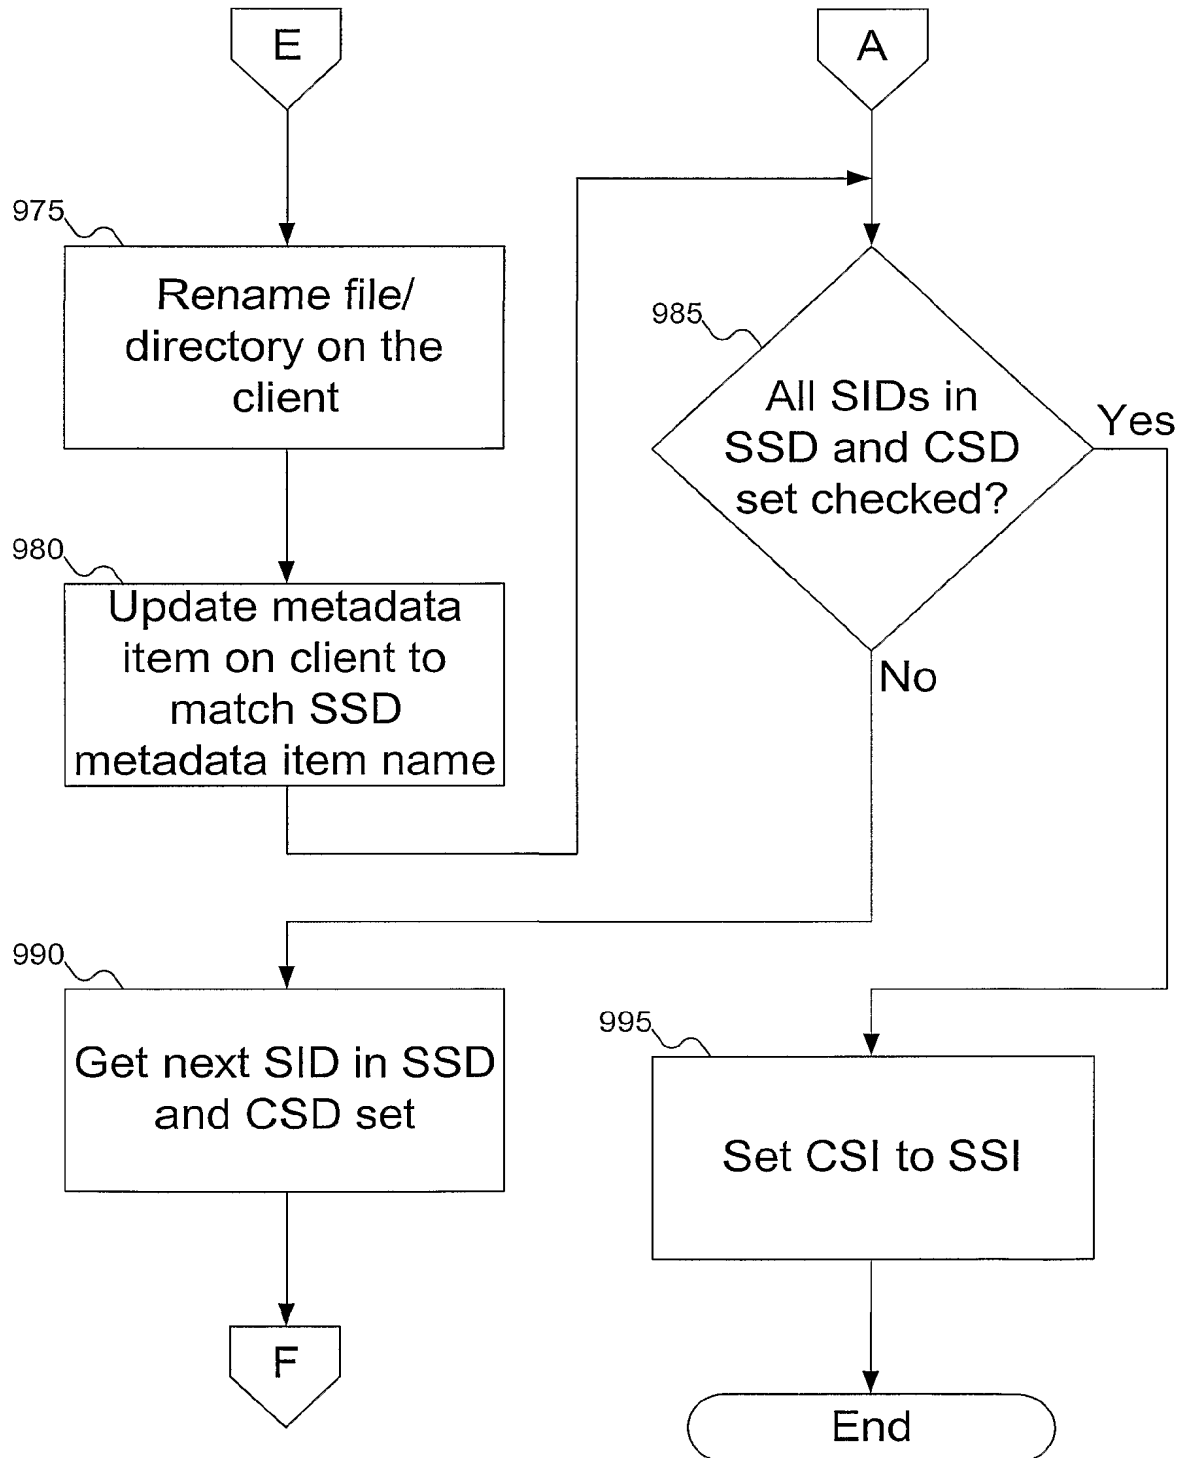 E
A
975
Rename file/
directory on the
client
985
All SIDs in
SSD and CSD
set checked?
Yes
980
Update metadata
item on client to
match SSD
metadata item name
No
990
Get next SID in SSD
and CSD set
995
Set CSI to SSI
F
End